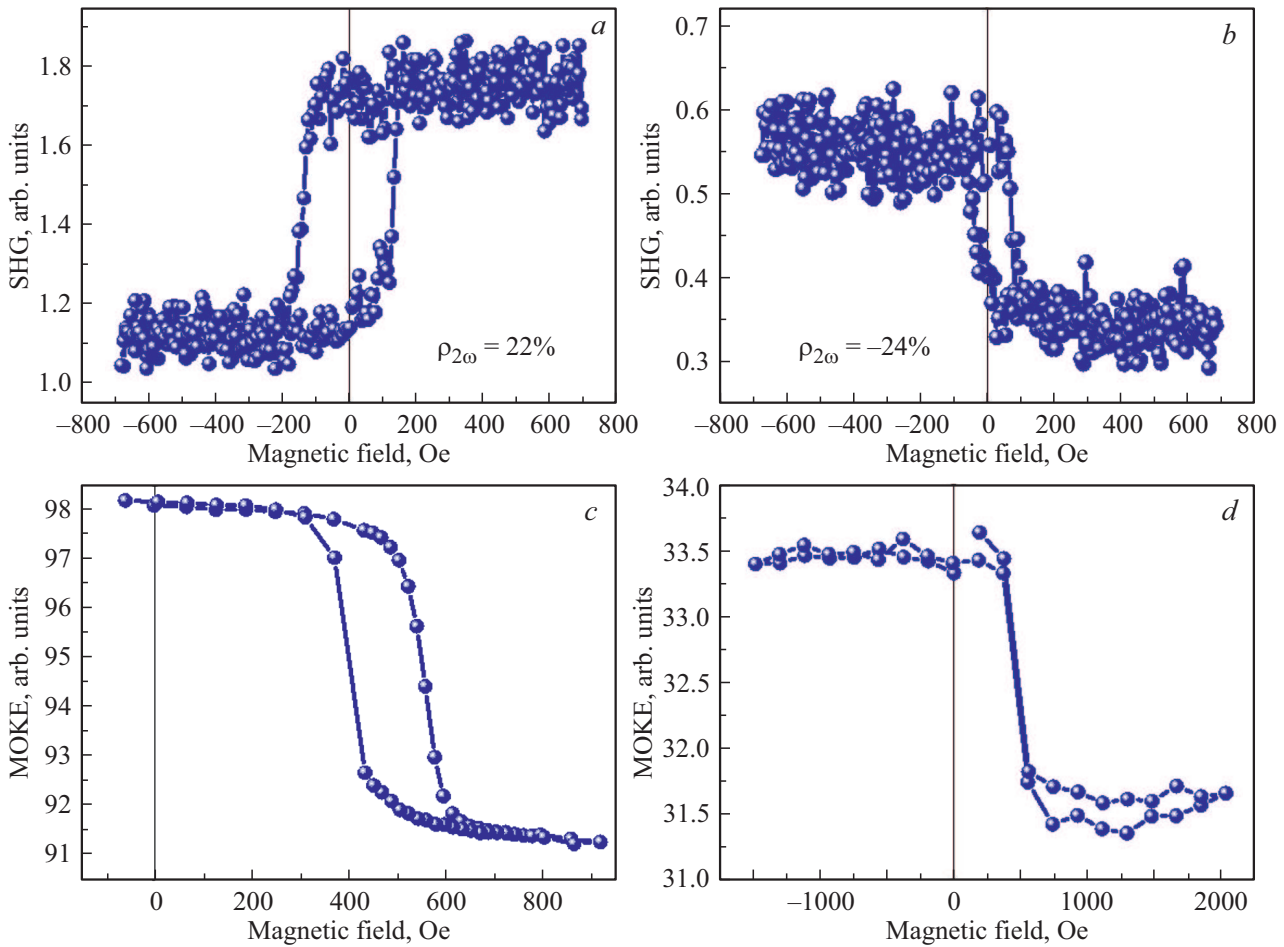 a
SHG, arb. units
1.8
1.6
1.4
1.2
1.0
ρ2ω = 22%
–800 –600 –400 –200 0 200 400 600 800
Magnetic field, Oe
b
SHG, arb. units
0.7
0.6
0.5
0.4
0.3
ρ2ω = –24%
–800 –600 –400 –200 0 200 400 600 800
Magnetic field, Oe
c
MOKE, arb. units
98
97
96
95
94
93
92
91
0 200 400 600 800
Magnetic field, Oe
d
MOKE, arb. units
34.0
33.5
33.0
32.5
32.0
31.5
31.0
–1000 0 1000 2000
Magnetic field, Oe